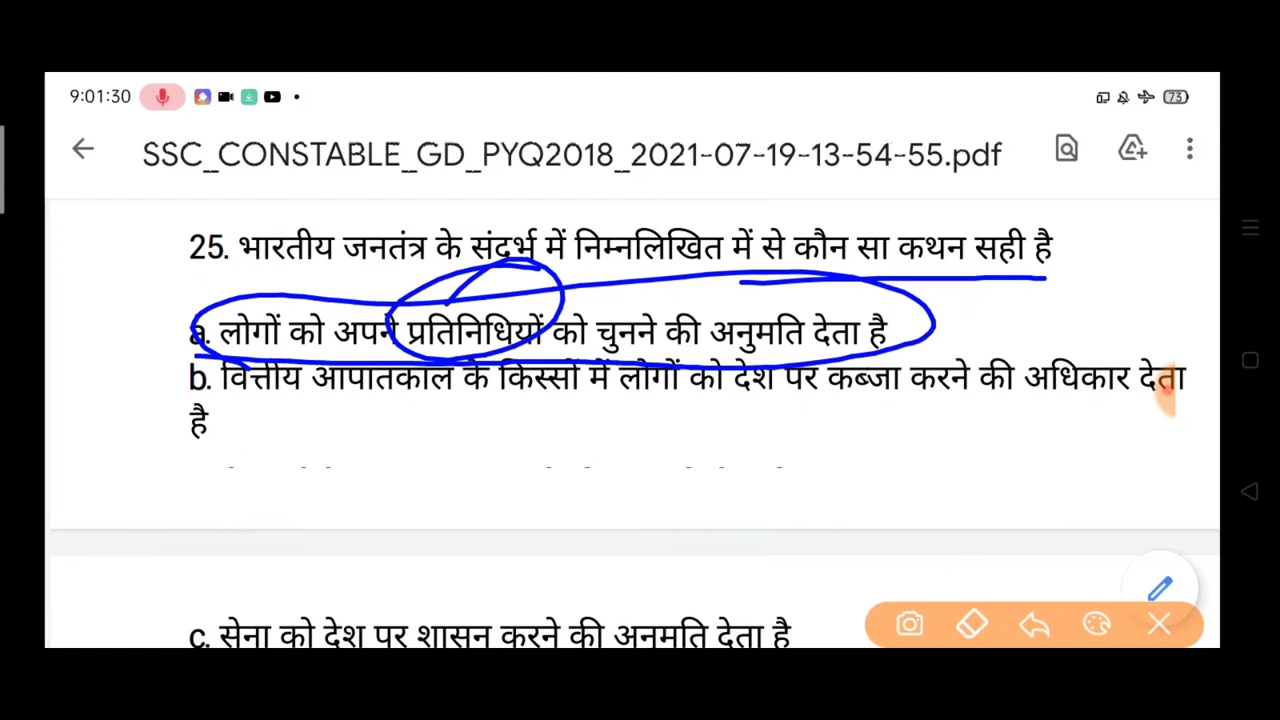 9:01:30
73
SSC_CONSTABLE_GD_PYQ2018_2021-07-19-13-54-55.pdf
25. भारतीय जनतंत्र के संदर्भ में निम्नलिखित में से कौन सा कथन सही है
a. लोगों को अपने प्रतिनिधियों को चुनने की अनुमति देता है
b. वित्तीय आपातकाल के किस्सों में लोगों को देश पर कब्जा करने की अधिकार देता
है
c. सेना को देश पर शासन करने की अनुमति देता है